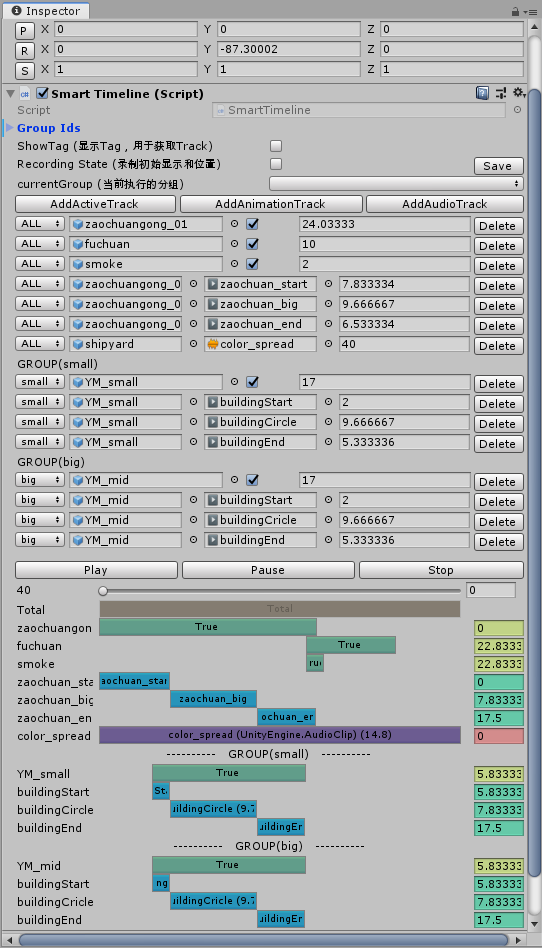 Inspector
P X 0 Y 0 Z 0
R X 0 Y -87.30002 Z 0
S X 1 Y 1 Z 1
Smart Timeline (Script)
Script SmartTimeline
Group Ids
ShowTag (显示Tag , 用于获取Track)
Recording State (录制初始显示和位置) Save
currentGroup (当前执行的分组)
AddActiveTrack AddAnimationTrack AddAudioTrack
ALL zaochuangong_01 24.03333 Delete
ALL fuchuan 10 Delete
ALL smoke 2 Delete
ALL zaochuangong_0 zaochuan_start 7.833334 Delete
ALL zaochuangong_0 zaochuan_big 9.666667 Delete
ALL zaochuangong_0 zaochuan_end 6.533334 Delete
ALL shipyard color_spread 40 Delete
GROUP(small)
small YM_small 17 Delete
small YM_small buildingStart 2 Delete
small YM_small buildingCircle 9.666667 Delete
small YM_small buildingEnd 5.333336 Delete
GROUP(big)
big YM_mid 17 Delete
big YM_mid buildingStart 2 Delete
big YM_mid buildingCricle 9.666667 Delete
big YM_mid buildingEnd 5.333336 Delete
Play Pause Stop
40 0
Total Total
zaochuangon True 0
fuchuan True 22.8333
smoke ru 22.8333
zaochuan_sta aochuan_star 0
zaochuan_big zaochuan_big 7.83333
zaochuan_en ochuan_er 17.5
color_spread color_spread (UnityEngine.AudioClip) (14.8) 0
---------- GROUP(small) ----------
YM_small True 5.83333
buildingStart St 5.83333
buildingCircle uildingCircle (9.7 7.83333
buildingEnd uildingEr 17.5
---------- GROUP(big) ----------
YM_mid True 5.83333
buildingStart ng 5.83333
buildingCricle uildingCricle (9.7 7.83333
buildingEnd uildingEr 17.5